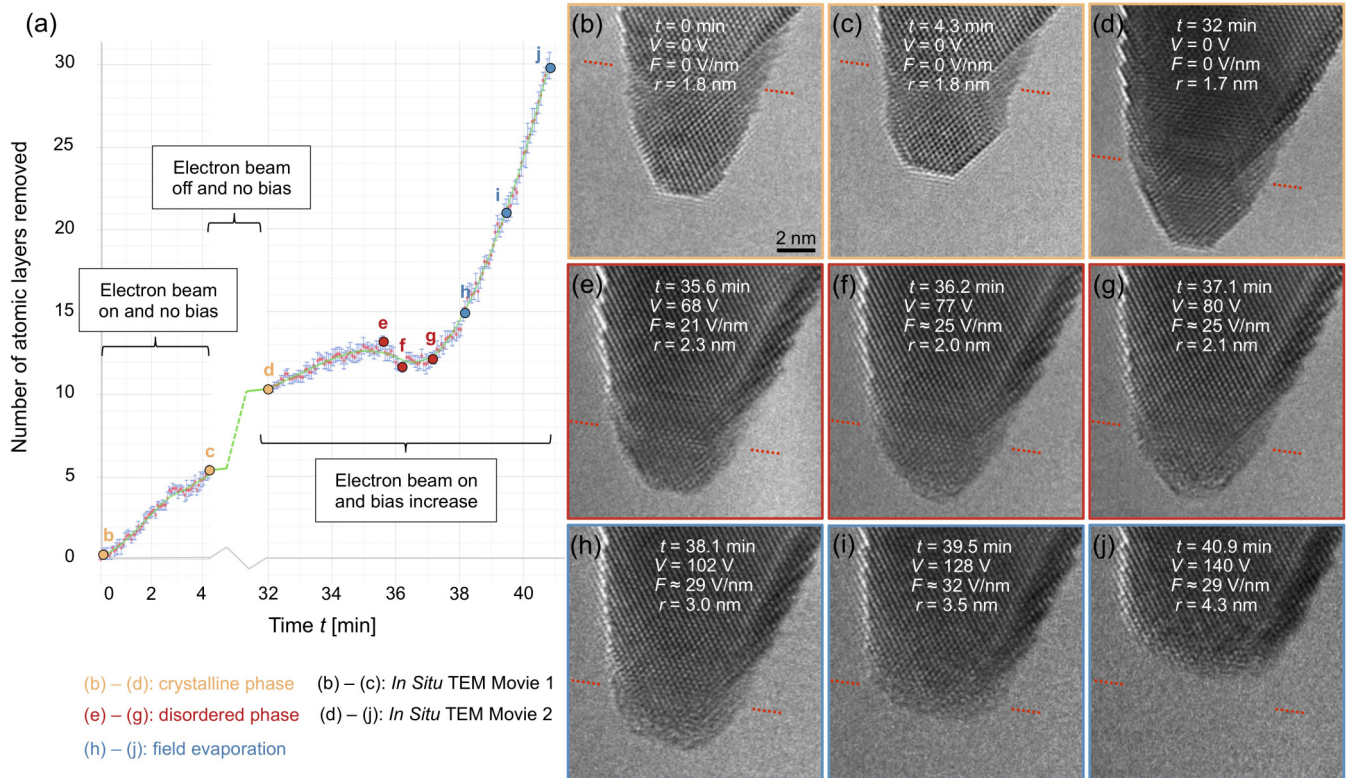 (a)
Number of atomic layers removed
30
25
20
15
10
5
0
0 2 4 32 34 36 38 40
Time t [min]
Electron beam
off and no bias
Electron beam
on and no bias
Electron beam on
and bias increase
b
c
d
e
f
g
h
i
j
(b) – (d): crystalline phase
(e) – (g): disordered phase
(h) – (j): field evaporation
(b) – (c): In Situ TEM Movie 1
(d) – (j): In Situ TEM Movie 2
(b)
t = 0 min
V = 0 V
F = 0 V/nm
r = 1.8 nm
2 nm
(c)
t = 4.3 min
V = 0 V
F = 0 V/nm
r = 1.8 nm
(d)
t = 32 min
V = 0 V
F = 0 V/nm
r = 1.7 nm
(e)
t = 35.6 min
V = 68 V
F ≈ 21 V/nm
r = 2.3 nm
(f)
t = 36.2 min
V = 77 V
F ≈ 25 V/nm
r = 2.0 nm
(g)
t = 37.1 min
V = 80 V
F ≈ 25 V/nm
r = 2.1 nm
(h)
t = 38.1 min
V = 102 V
F ≈ 29 V/nm
r = 3.0 nm
(i)
t = 39.5 min
V = 128 V
F ≈ 32 V/nm
r = 3.5 nm
(j)
t = 40.9 min
V = 140 V
F ≈ 29 V/nm
r = 4.3 nm